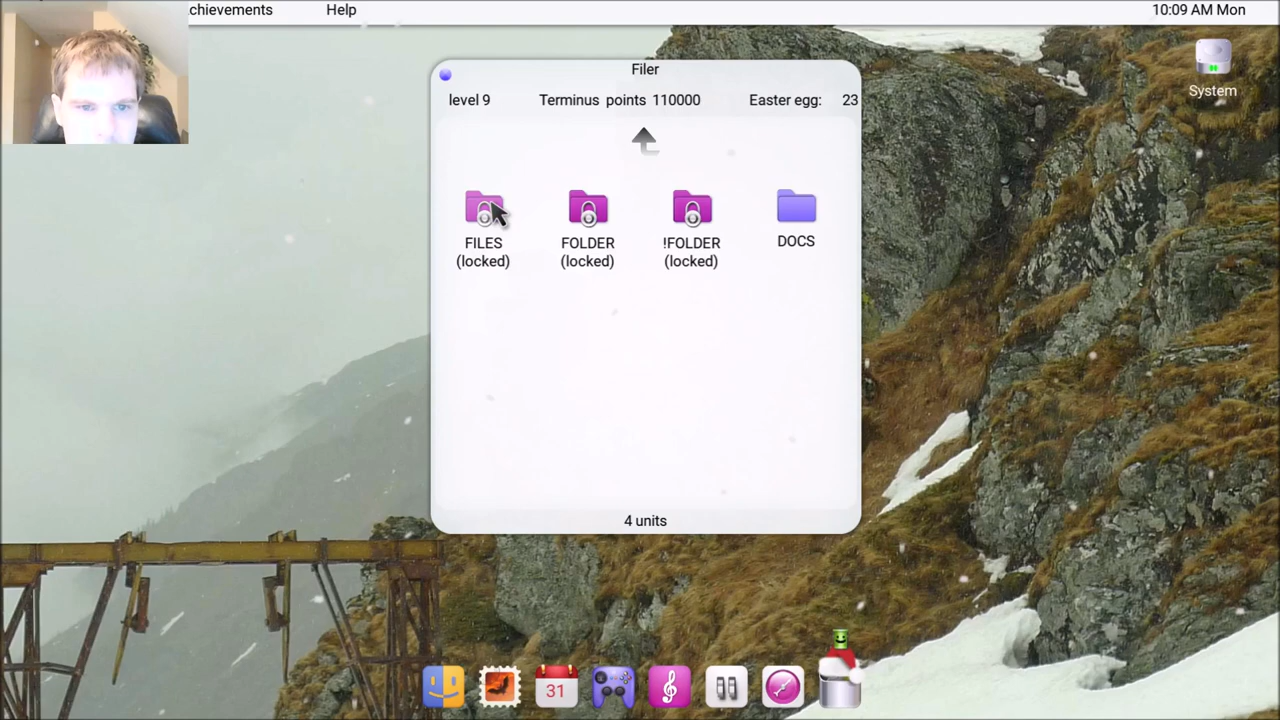 chievements
Help
10:09 AM Mon
Filer
level 9
Terminus points 110000
Easter egg: 23
System
FILES
(locked)
FOLDER
(locked)
!FOLDER
(locked)
DOCS
4 units
31